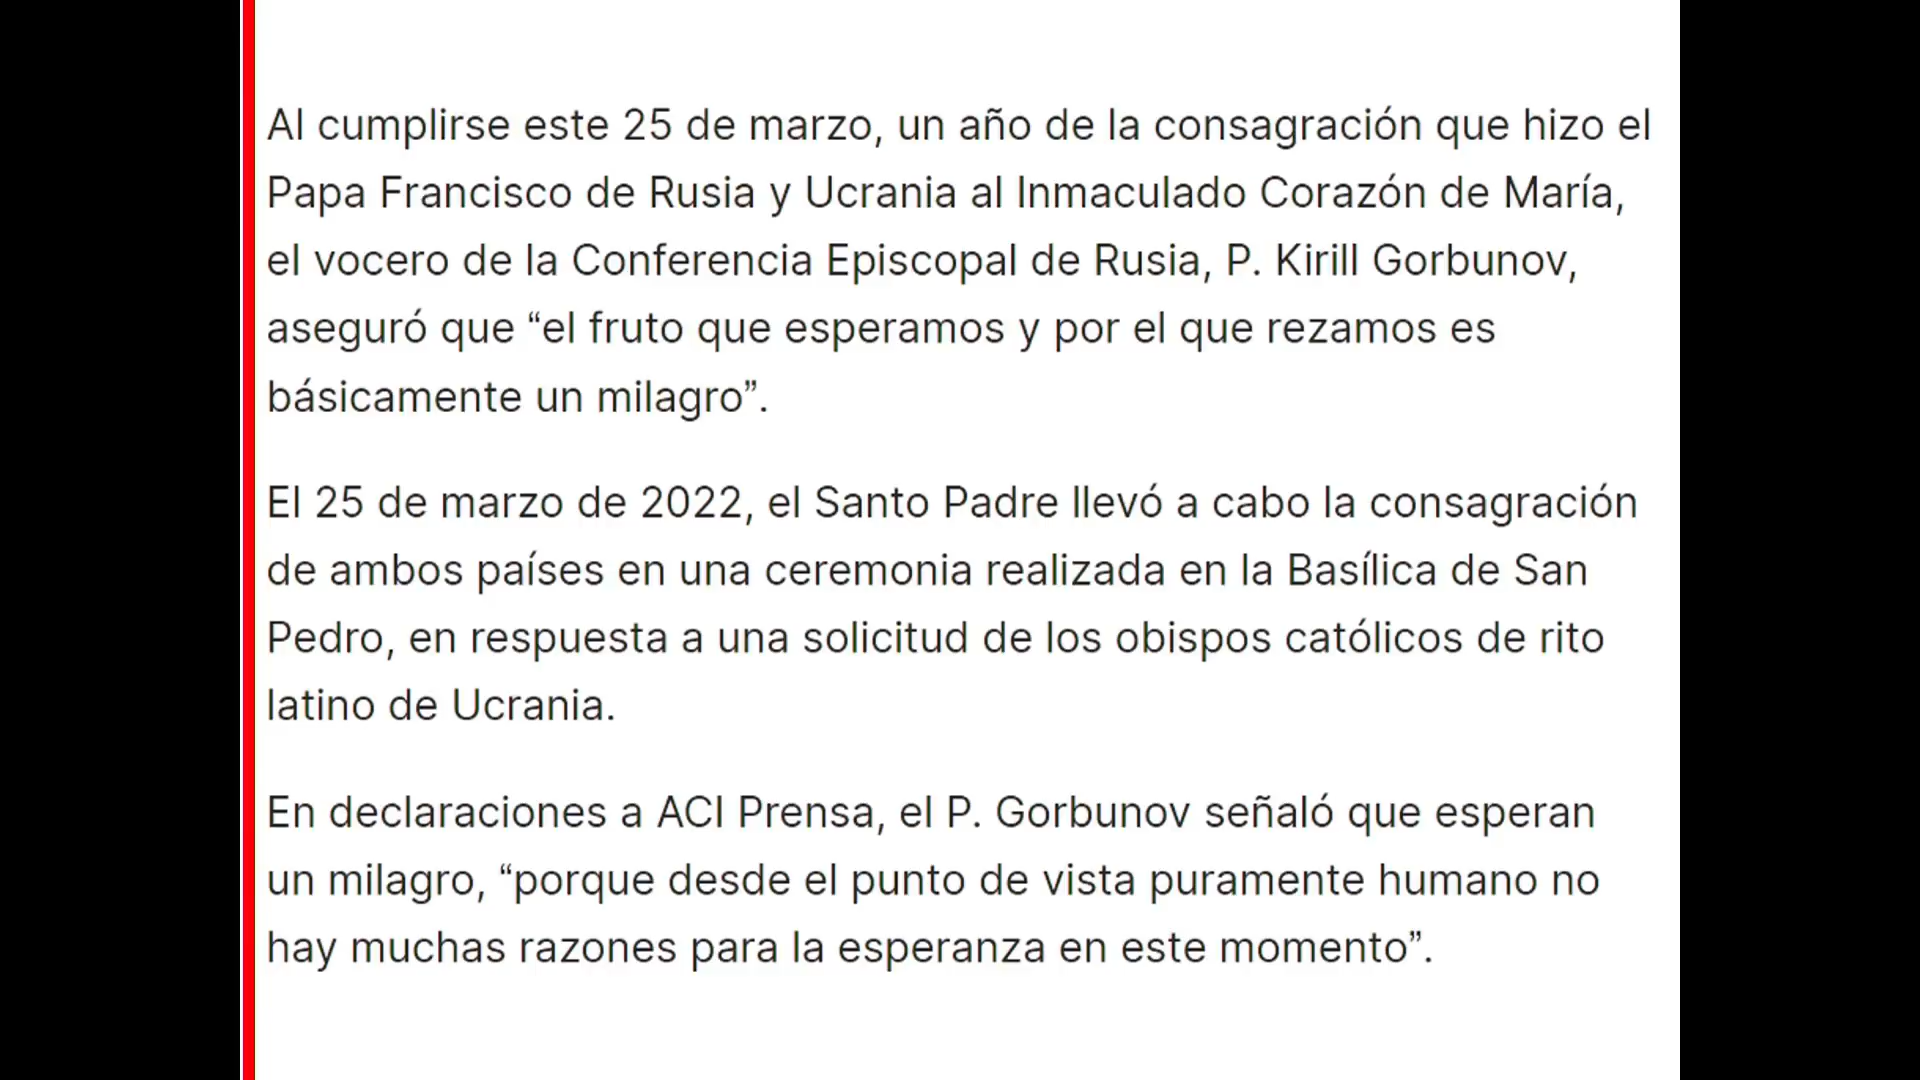 Al cumplirse este 25 de marzo, un año de la consagración que hizo el
Papa Francisco de Rusia y Ucrania al Inmaculado Corazón de María,
el vocero de la Conferencia Episcopal de Rusia, P. Kirill Gorbunov,
aseguró que “el fruto que esperamos y por el que rezamos es
básicamente un milagro”.
El 25 de marzo de 2022, el Santo Padre llevó a cabo la consagración
de ambos países en una ceremonia realizada en la Basílica de San
Pedro, en respuesta a una solicitud de los obispos católicos de rito
latino de Ucrania.
En declaraciones a ACI Prensa, el P. Gorbunov señaló que esperan
un milagro, “porque desde el punto de vista puramente humano no
hay muchas razones para la esperanza en este momento”.